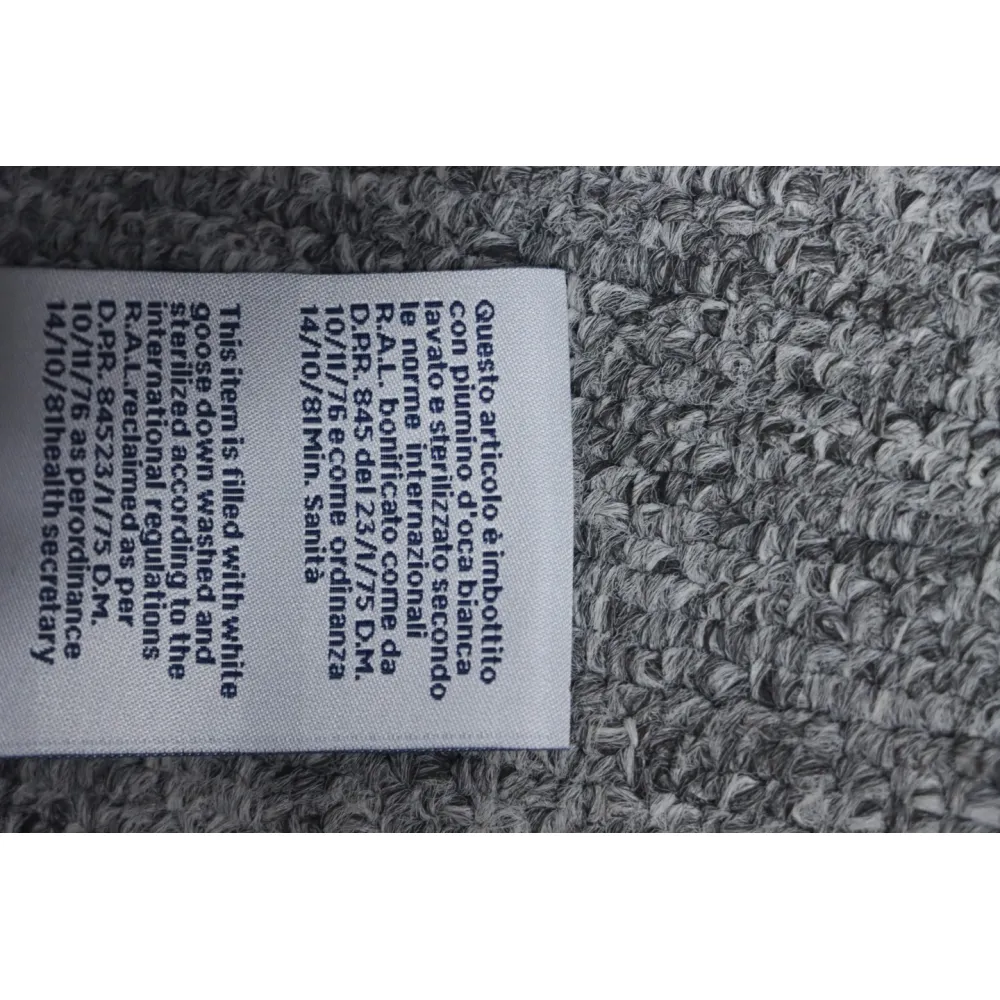 Questo articolo è imbottito
con piumino d'oca bianca
lavato e sterilizzato secondo
le norme internazionali
R.A.L. bonificato come da
D.P.R. 845 del 23/1/75 D.M.
10/11/76 e come ordinanza
14/10/81 Min. Sanità
This item is filled with white
goose down washed and
sterilized according to the
international regulations
R.A.L. reclaimed as per
D.P.R. 84523/1/75 D.M.
10/11/76 as perordinance
14/10/81health secretary